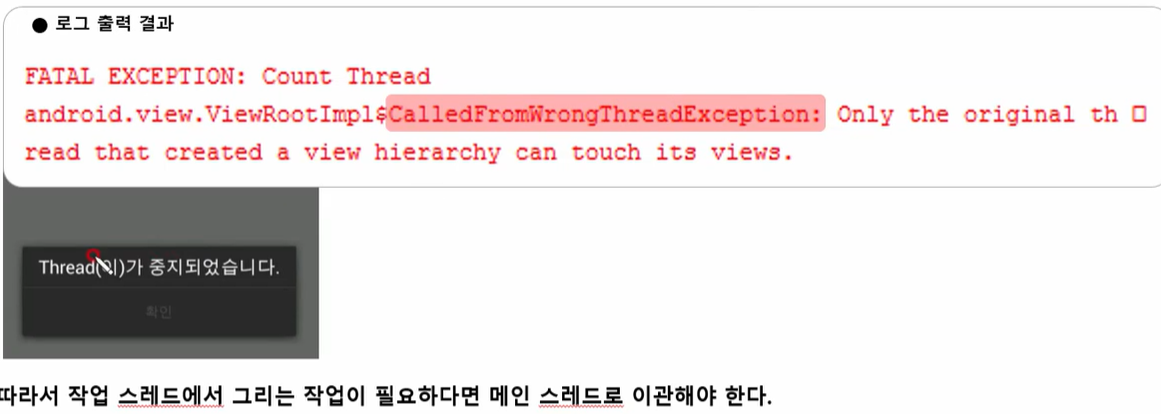 ● 로그 출력 결과
FATAL EXCEPTION: Count Thread
android.view.ViewRootImpl$CalledFromWrongThreadException: Only the original th
read that created a view hierarchy can touch its views.
Thread(이)가 중지되었습니다.
확인
따라서 작업 스레드에서 그리는 작업이 필요하다면 메인 스레드로 이관해야 한다.